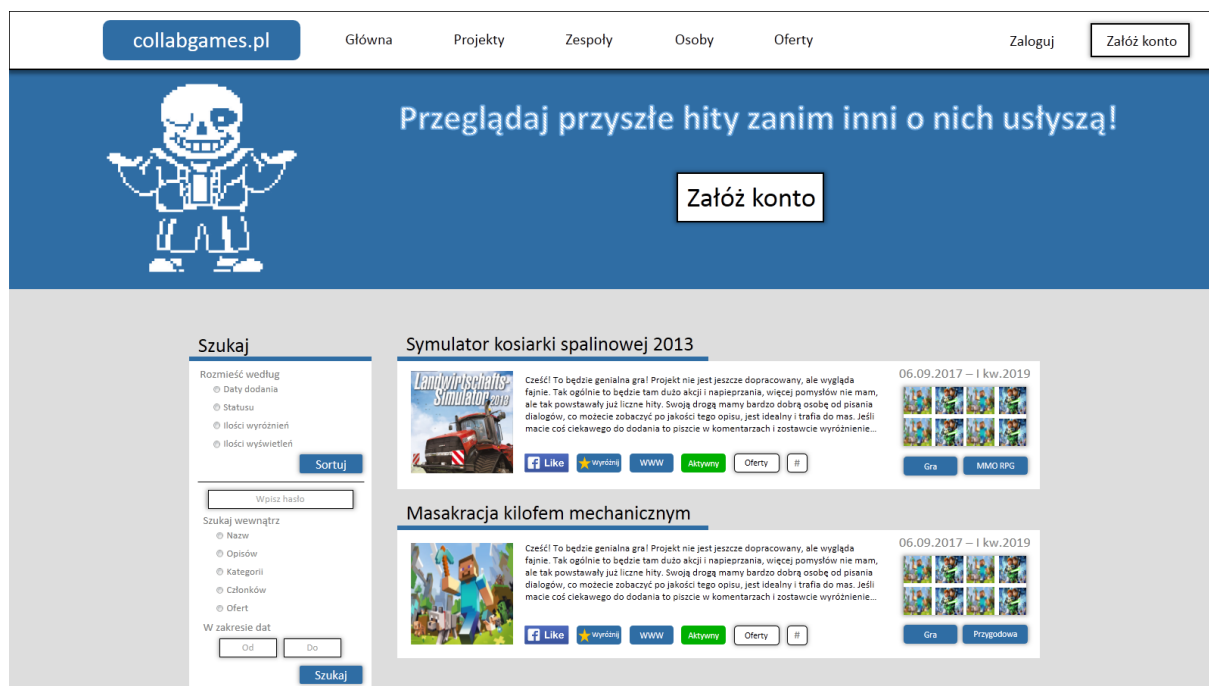 collabgames.pl
Główna
Projekty
Zespoły
Osoby
Oferty
Zaloguj
Załóż konto
Przeglądaj przyszłe hity zanim inni o nich usłyszą!
Załóż konto
Szukaj
Rozmieść według
Daty dodania
Statusu
Ilości wyróżnień
Ilości wyświetleń
Sortuj
Wpisz hasło
Szukaj wewnątrz
Nazw
Opisów
Kategorii
Członków
Ofert
W zakresie dat
Od
Do
Szukaj
Symulator kosiarki spalinowej 2013
Landwirtschafts-
Simulator 2013
Cześć! To będzie genialna gra! Projekt nie jest jeszcze dopracowany, ale wygląda
fajnie. Tak ogólnie to będzie tam dużo akcji i napieprzania, więcej pomysłów nie mam,
ale tak powstawały już liczne hity. Swoją drogą mamy bardzo dobrą osobę od pisania
dialogów, co możecie zobaczyć po jakości tego opisu, jest idealny i trafia do mas. Jeśli
macie coś ciekawego do dodania to piszcie w komentarzach i zostawcie wyróżnienie...
Like
Wyróżnij
WWW
Aktywny
Oferty
#
06.09.2017 – I kw.2019
Gra
MMO RPG
Masakracja kilofem mechanicznym
Cześć! To będzie genialna gra! Projekt nie jest jeszcze dopracowany, ale wygląda
fajnie. Tak ogólnie to będzie tam dużo akcji i napieprzania, więcej pomysłów nie mam,
ale tak powstawały już liczne hity. Swoją drogą mamy bardzo dobrą osobę od pisania
dialogów, co możecie zobaczyć po jakości tego opisu, jest idealny i trafia do mas. Jeśli
macie coś ciekawego do dodania to piszcie w komentarzach i zostawcie wyróżnienie...
Like
Wyróżnij
WWW
Aktywny
Oferty
#
06.09.2017 – I kw.2019
Gra
Przygodowa